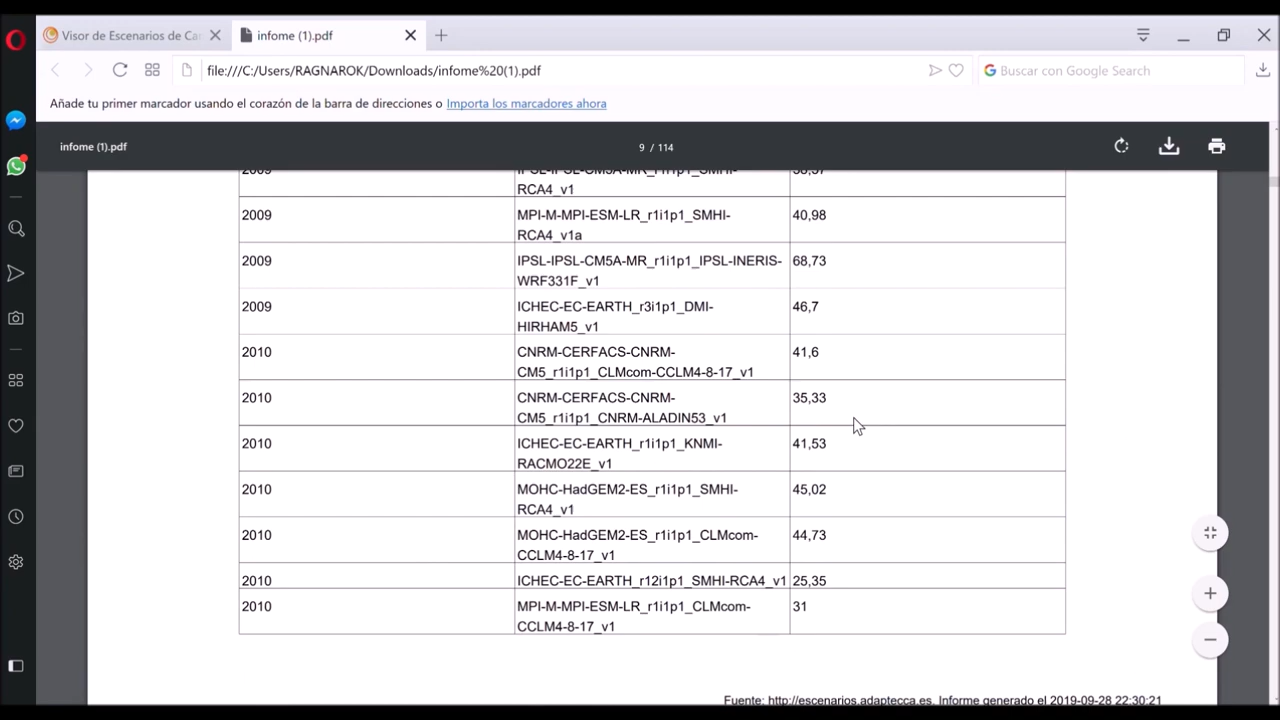 Visor de Escenarios de Ca
infome (1).pdf
file:///C:/Users/RAGNAROK/Downloads/infome%20(1).pdf
Buscar con Google Search
Añade tu primer marcador usando el corazón de la barra de direcciones o Importa los marcadores ahora
infome (1).pdf
9 / 114
2009
IPSL-IPSL-CM5A-MR_r1i1p1_SMHI-
RCA4_v1
2009
MPI-M-MPI-ESM-LR_r1i1p1_SMHI-
RCA4_v1a
40,98
2009
IPSL-IPSL-CM5A-MR_r1i1p1_IPSL-INERIS-
WRF331F_v1
68,73
2009
ICHEC-EC-EARTH_r3i1p1_DMI-
HIRHAM5_v1
46,7
2010
CNRM-CERFACS-CNRM-
CM5_r1i1p1_CLMcom-CCLM4-8-17_v1
41,6
2010
CNRM-CERFACS-CNRM-
CM5_r1i1p1_CNRM-ALADIN53_v1
35,33
2010
ICHEC-EC-EARTH_r1i1p1_KNMI-
RACMO22E_v1
41,53
2010
MOHC-HadGEM2-ES_r1i1p1_SMHI-
RCA4_v1
45,02
2010
MOHC-HadGEM2-ES_r1i1p1_CLMcom-
CCLM4-8-17_v1
44,73
2010
ICHEC-EC-EARTH_r12i1p1_SMHI-RCA4_v1
25,35
2010
MPI-M-MPI-ESM-LR_r1i1p1_CLMcom-
CCLM4-8-17_v1
31
Fuente: http://escenarios.adaptecca.es. Informe generado el 2019-09-28 22:30:21